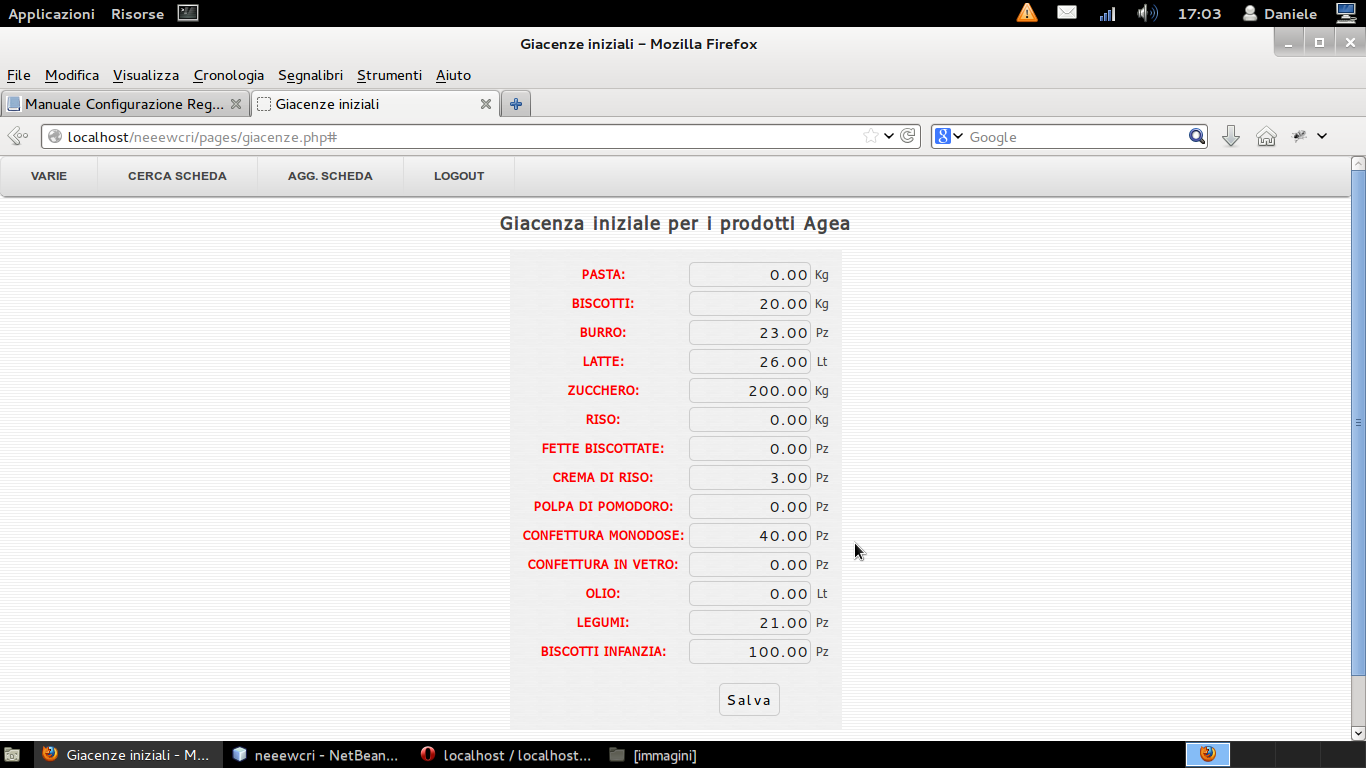 Applicazioni Risorse 17:03 Daniele
Giacenze iniziali - Mozilla Firefox
File Modifica Visualizza Cronologia Segnalibri Strumenti Aiuto
Manuale Configurazione Reg... Giacenze iniziali
localhost/neeewcri/pages/giacenze.php# 8 Google
VARIE CERCA SCHEDA AGG. SCHEDA LOGOUT
Giacenza iniziale per i prodotti Agea
PASTA: 0.00 Kg
BISCOTTI: 20.00 Kg
BURRO: 23.00 Pz
LATTE: 26.00 Lt
ZUCCHERO: 200.00 Kg
RISO: 0.00 Kg
FETTE BISCOTTATE: 0.00 Pz
CREMA DI RISO: 3.00 Pz
POLPA DI POMODORO: 0.00 Pz
CONFETTURA MONODOSE: 40.00 Pz
CONFETTURA IN VETRO: 0.00 Pz
OLIO: 0.00 Lt
LEGUMI: 21.00 Pz
BISCOTTI INFANZIA: 100.00 Pz
Salva
Giacenze iniziali - M... neeewcri - NetBean... localhost / localhost... [immagini]